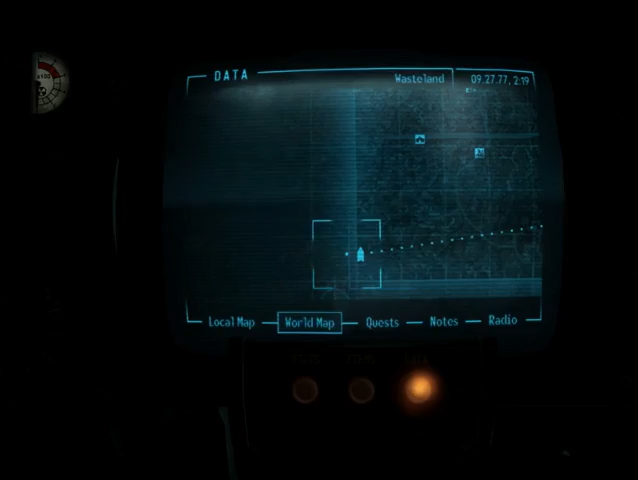 DATA
Wasteland
09.27.77, 2:19
Local Map
World Map
Quests
Notes
Radio